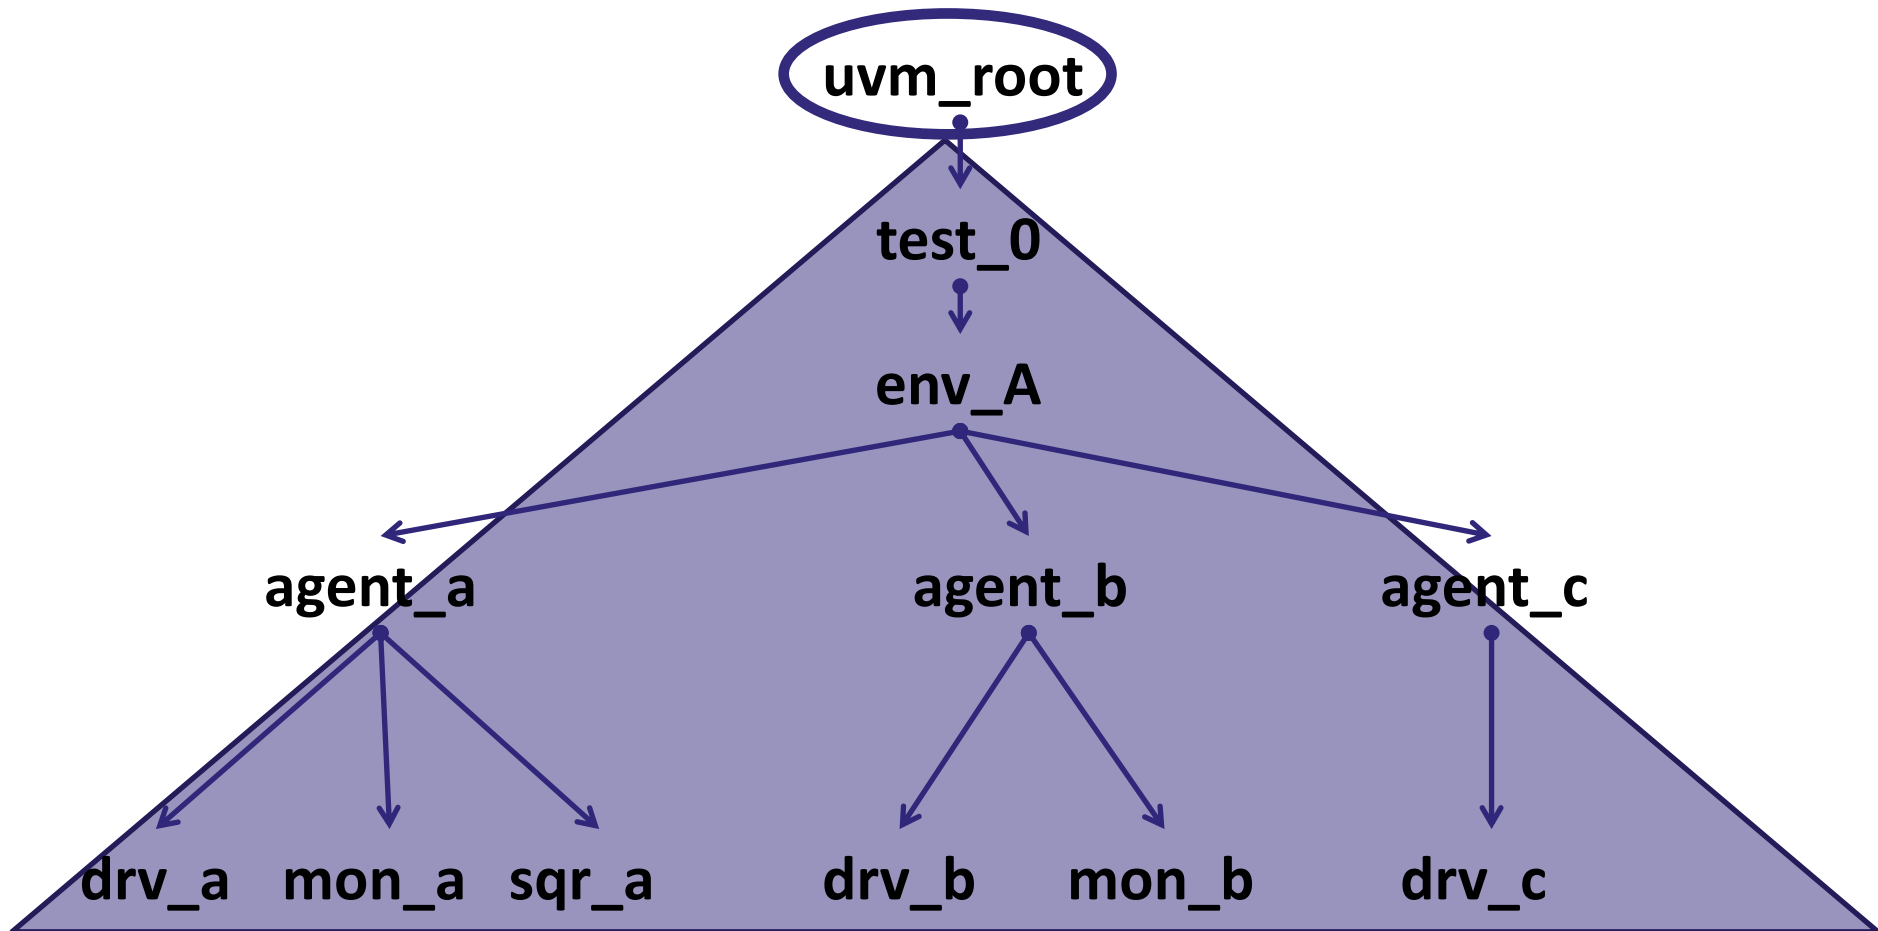 uvm_root
test_0
env_A
agent_a agent_b agent_c
drv_a mon_a sqr_a drv_b mon_b drv_c